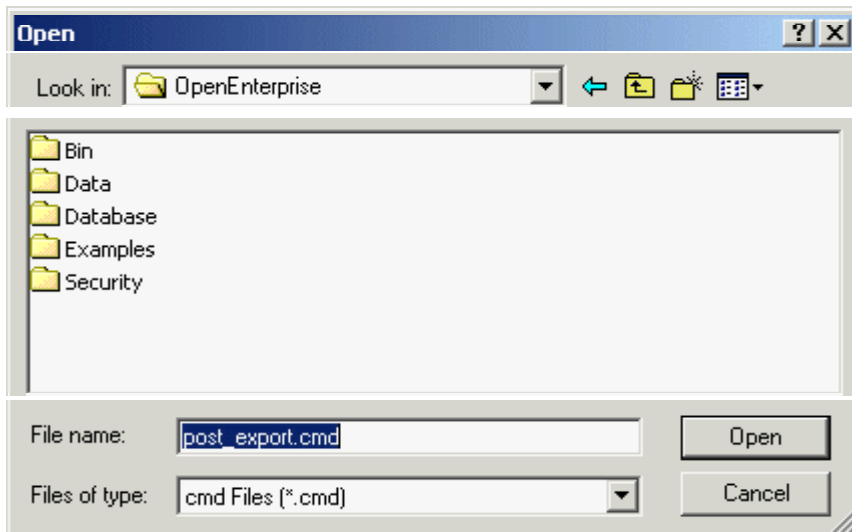 Open
Look in: OpenEnterprise
Bin
Data
Database
Examples
Security
File name: post_export.cmd Open
Files of type: cmd Files (*.cmd) Cancel